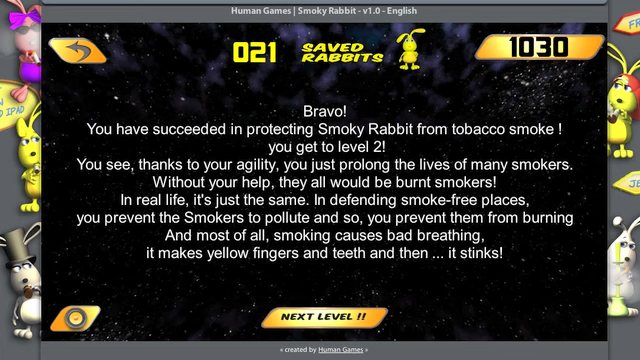 Human Games | Smoky Rabbit - v1.0 - English
021 SAVED RABBITS
1030
Bravo!
You have succeeded in protecting Smoky Rabbit from tobacco smoke !
you get to level 2!
You see, thanks to your agility, you just prolong the lives of many smokers.
Without your help, they all would be burnt smokers!
In real life, it's just the same. In defending smoke-free places,
you prevent the Smokers to pollute and so, you prevent them from burning
And most of all, smoking causes bad breathing,
it makes yellow fingers and teeth and then ... it stinks!
NEXT LEVEL !!
« created by Human Games »